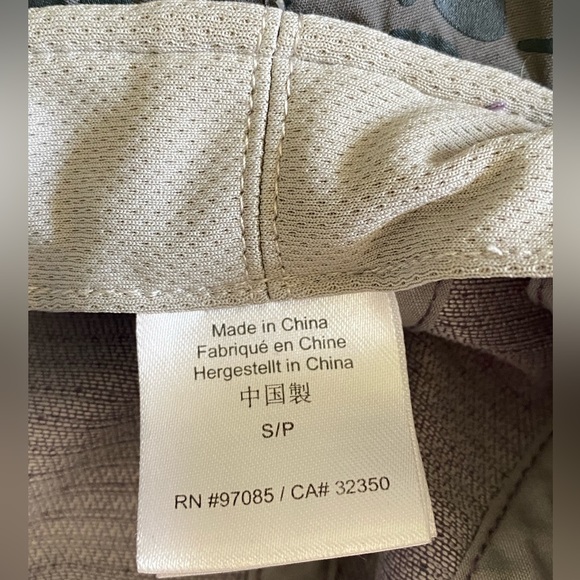 Made in China
Fabriqué en Chine
Hergestellt in China
中国製
S/P
RN #97085 / CA# 32350